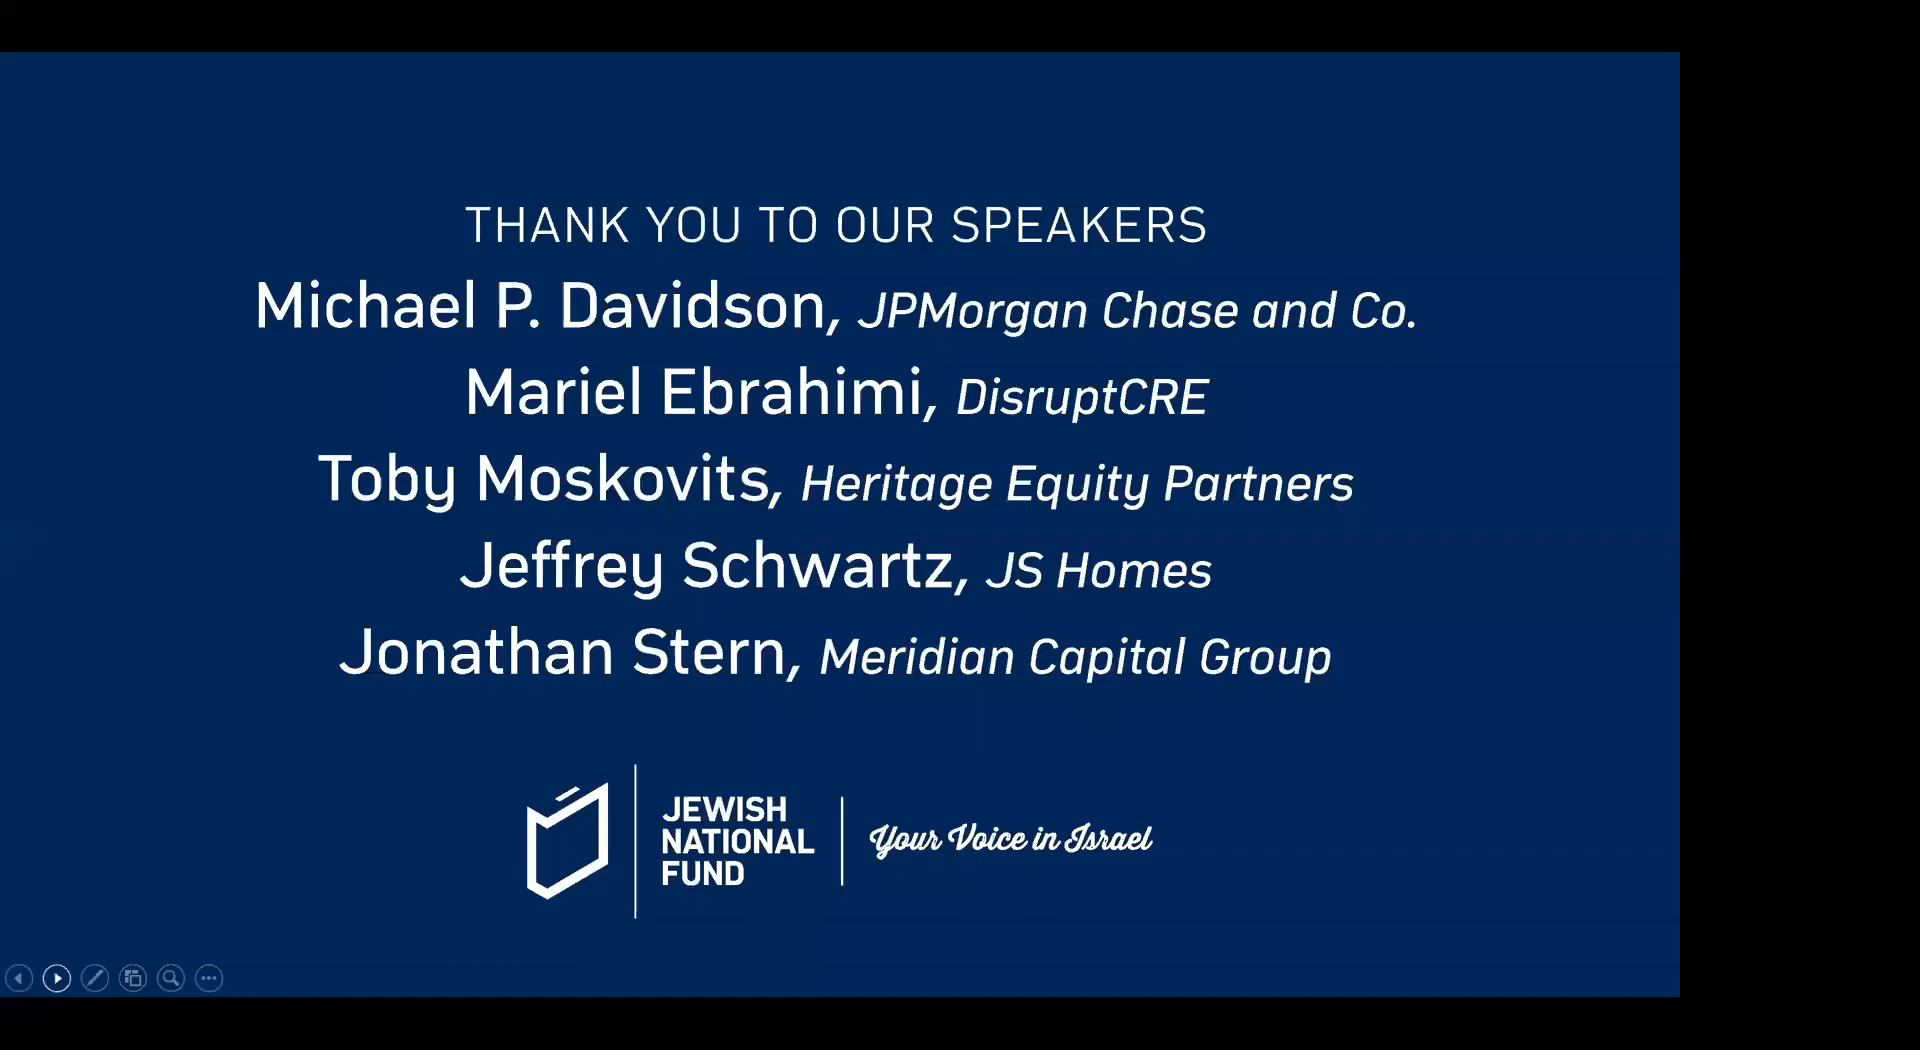 THANK YOU TO OUR SPEAKERS
Michael P. Davidson, JPMorgan Chase and Co.
Mariel Ebrahimi, DisruptCRE
Toby Moskovits, Heritage Equity Partners
Jeffrey Schwartz, JS Homes
Jonathan Stern, Meridian Capital Group
JEWISH
NATIONAL
FUND
Your Voice in Israel